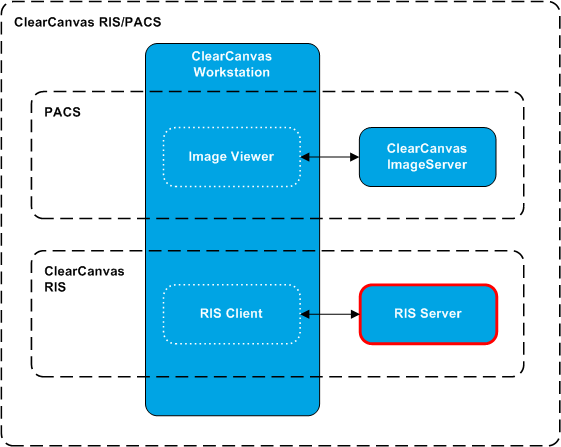 ClearCanvas RIS/PACS
ClearCanvas
Workstation
PACS
Image Viewer
ClearCanvas
ImageServer
ClearCanvas
RIS
RIS Client
RIS Server